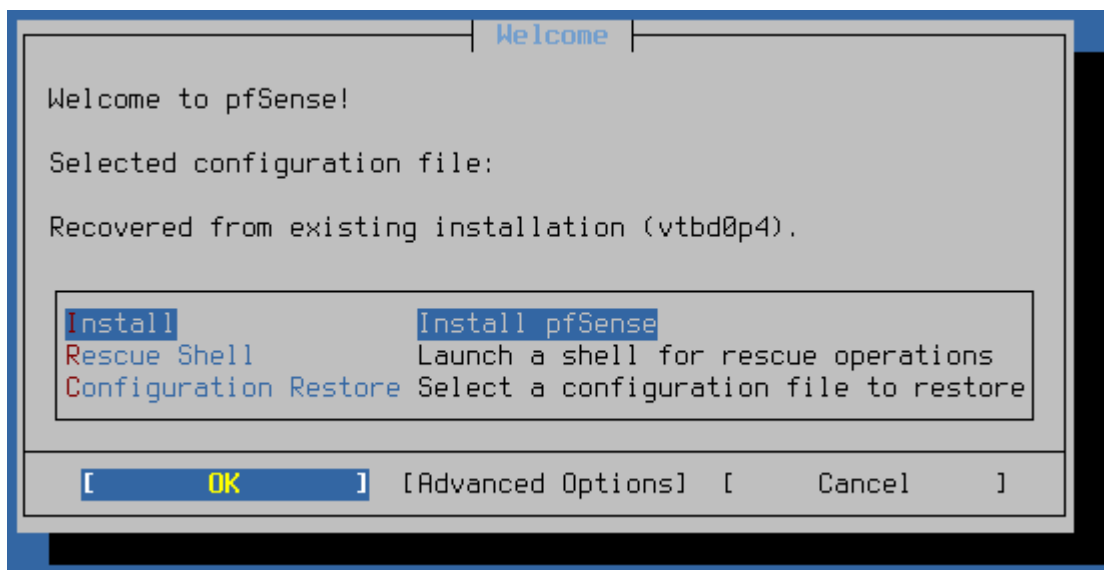 Welcome
Welcome to pfSense!
Selected configuration file:
Recovered from existing installation (vtbd0p4).
Install Install pfSense
Rescue Shell Launch a shell for rescue operations
Configuration Restore Select a configuration file to restore
[ OK ] [Advanced Options] [ Cancel ]